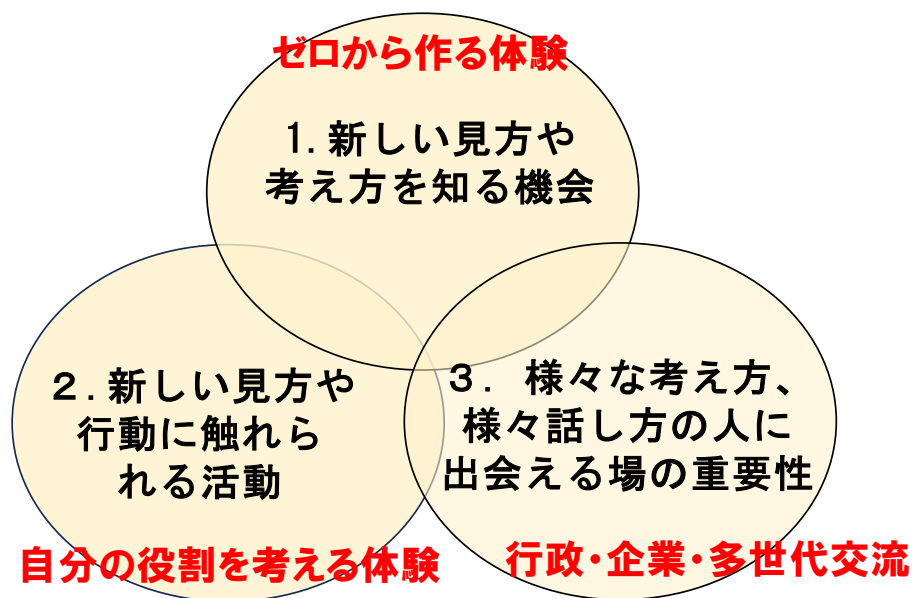 ゼロから作る体験
1.新しい見方や
考え方を知る機会
２.新しい見方や
行動に触れら
れる活動
自分の役割を考える体験
３．様々な考え方、
様々話し方の人に
出会える場の重要性
行政・企業・多世代交流